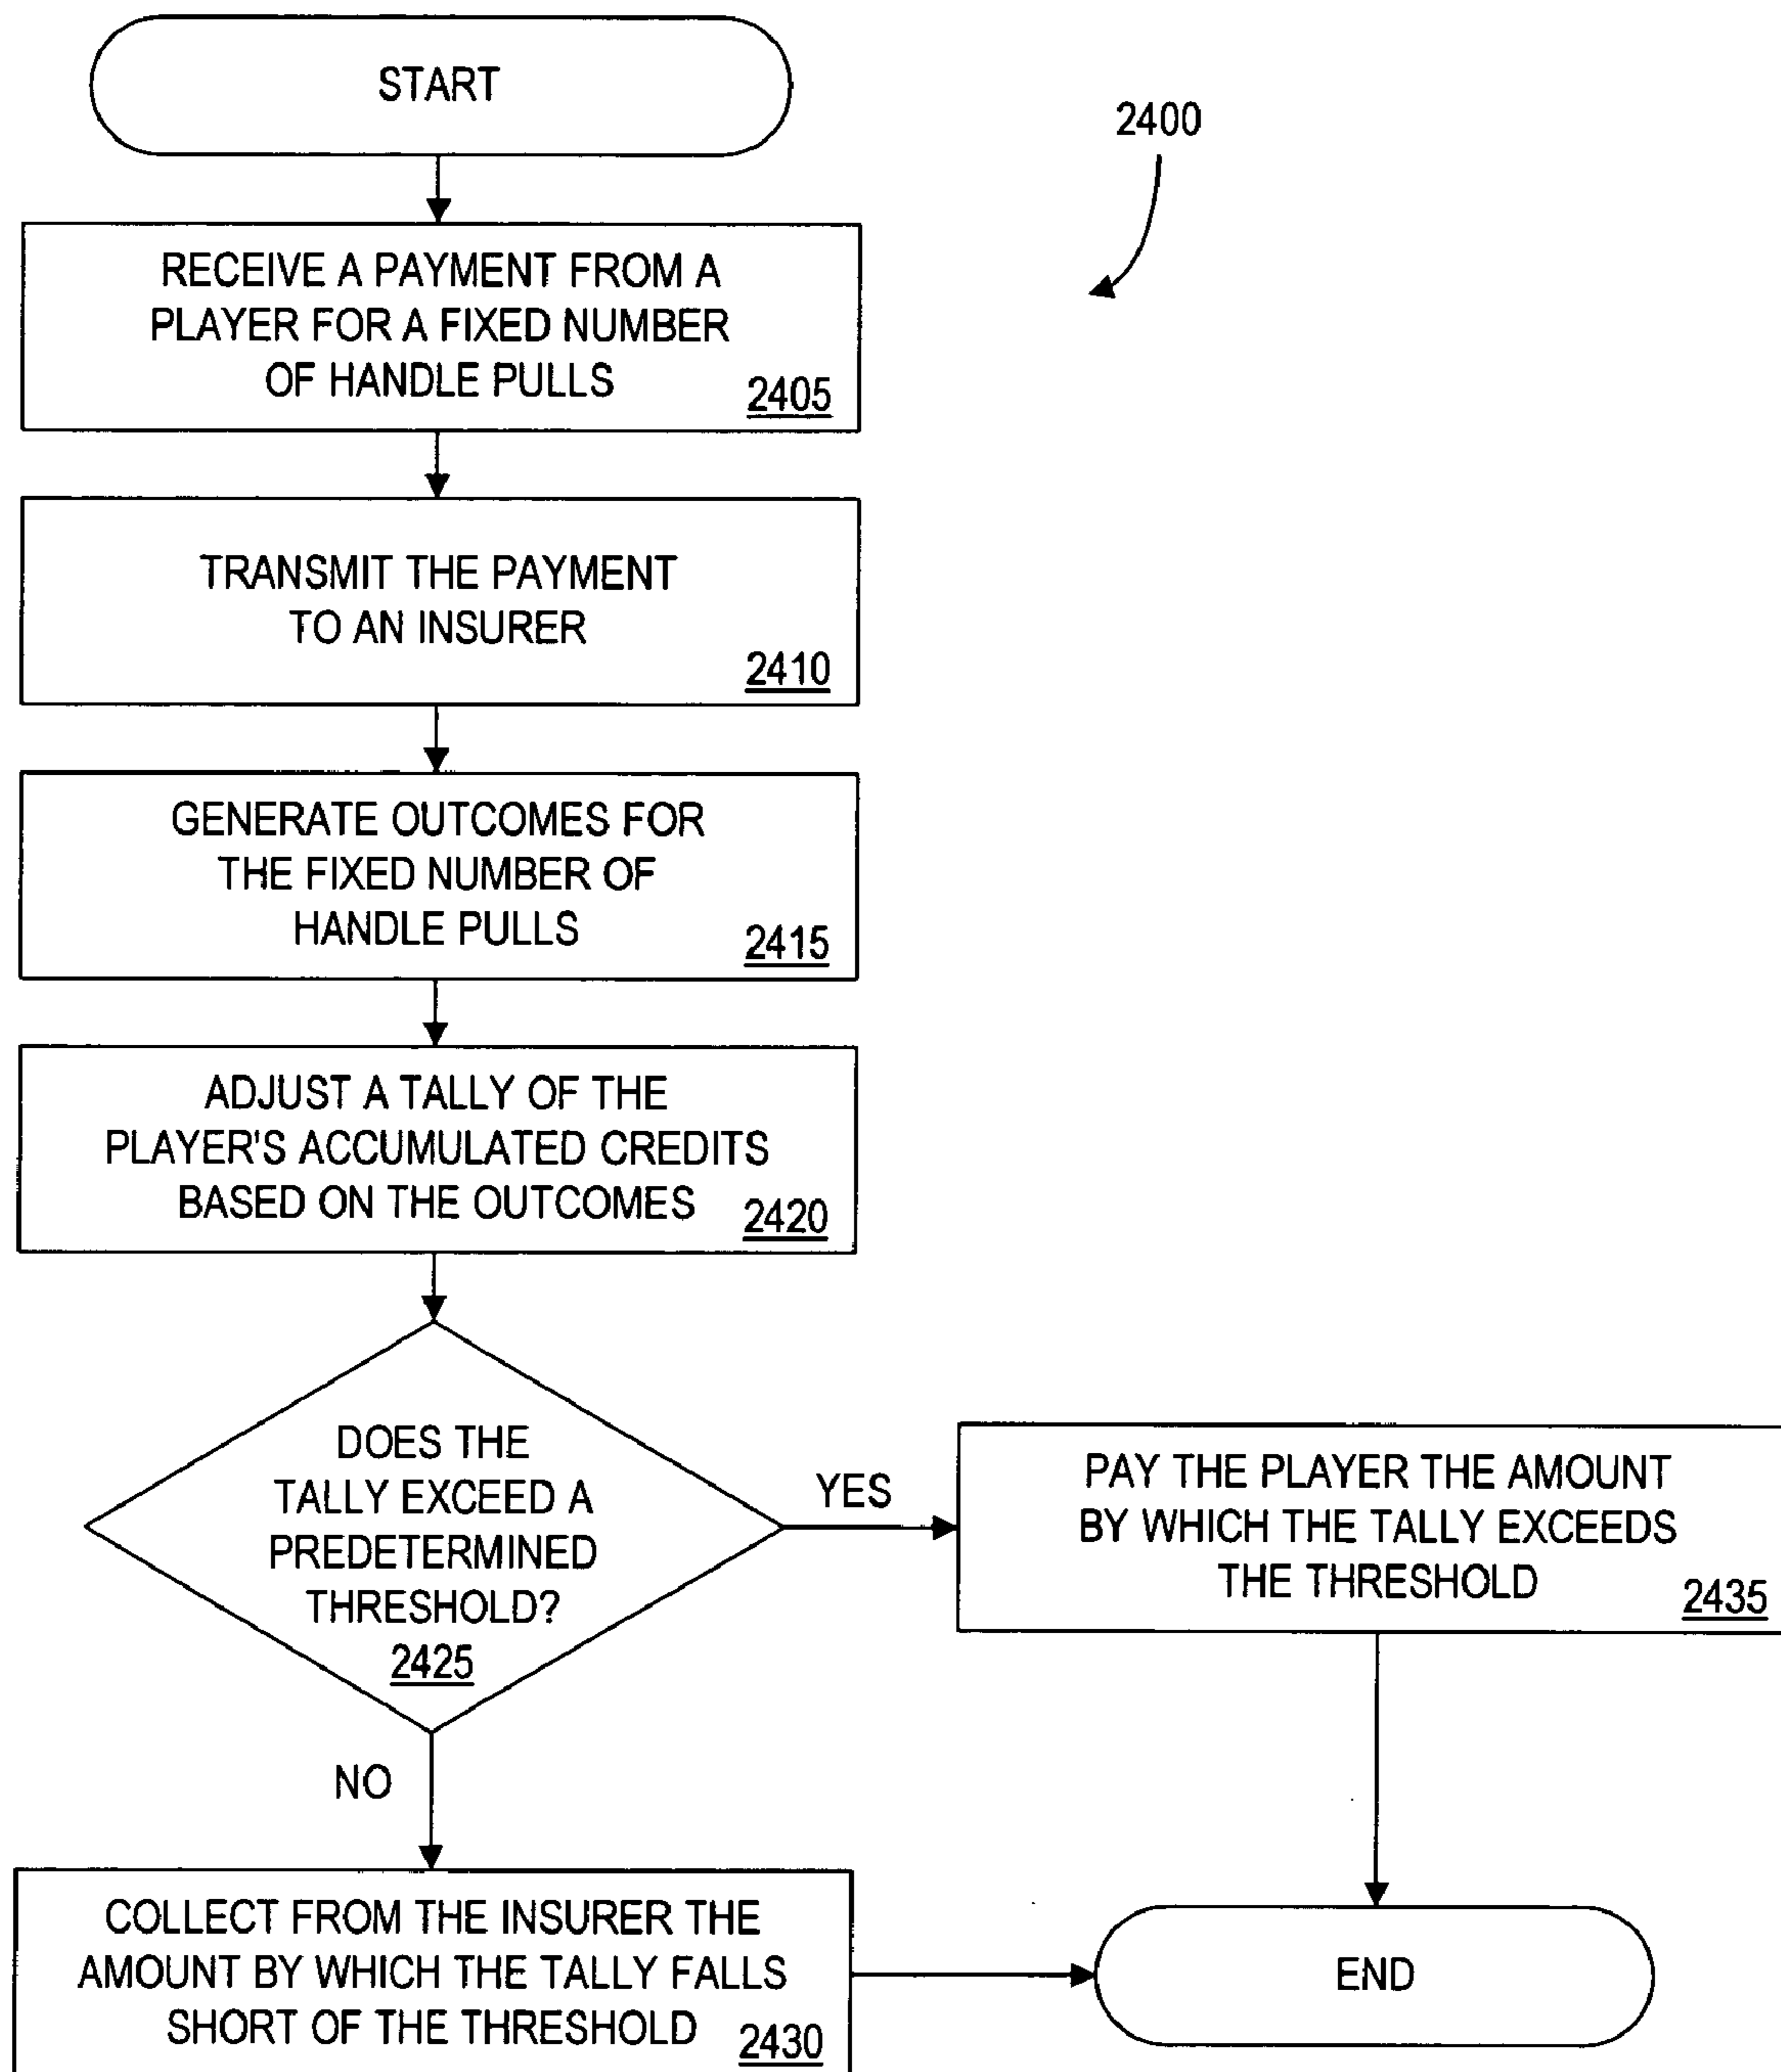 START
2400
RECEIVE A PAYMENT FROM A
PLAYER FOR A FIXED NUMBER
OF HANDLE PULLS
2405
TRANSMIT THE PAYMENT
TO AN INSURER
2410
GENERATE OUTCOMES FOR
THE FIXED NUMBER OF
HANDLE PULLS
2415
ADJUST A TALLY OF THE
PLAYER'S ACCUMULATED CREDITS
BASED ON THE OUTCOMES
2420
DOES THE
TALLY EXCEED A
PREDETERMINED
THRESHOLD?
2425
YES
PAY THE PLAYER THE AMOUNT
BY WHICH THE TALLY EXCEEDS
THE THRESHOLD
2435
NO
COLLECT FROM THE INSURER THE
AMOUNT BY WHICH THE TALLY FALLS
SHORT OF THE THRESHOLD
2430
END